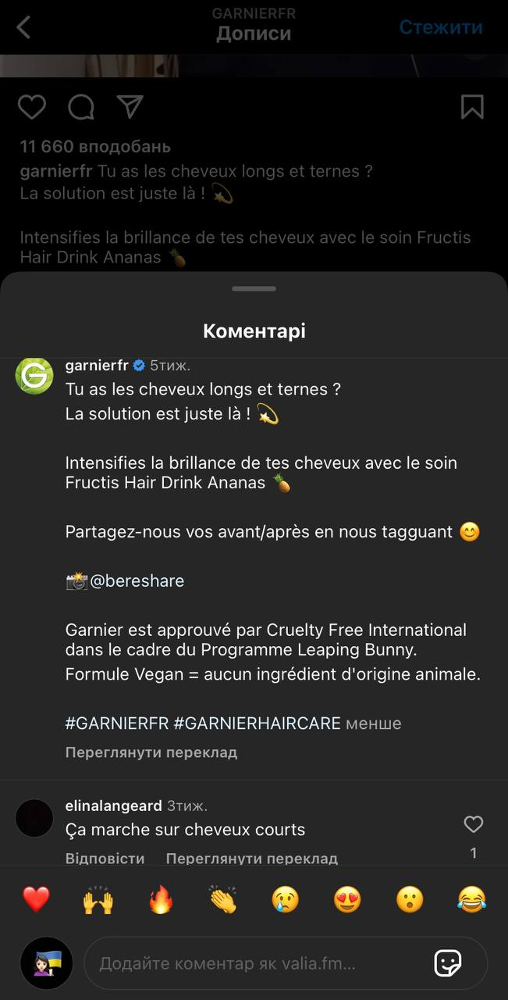 GARNIERFR
Дописи
Стежити
11 660 вподобань
garnierfr Tu as les cheveux longs et ternes ?
La solution est juste là ! 💫
Intensifies la brillance de tes cheveux avec le soin Fructis
Hair Drink Ananas 🍍
Коментарі
garnierfr 5тиж.
Tu as les cheveux longs et ternes ?
La solution est juste là ! 💫
Intensifies la brillance de tes cheveux avec le soin
Fructis Hair Drink Ananas 🍍
Partagez-nous vos avant/après en nous tagguant 😊
📸@bereshare
Garnier est approuvé par Cruelty Free International
dans le cadre du Programme Leaping Bunny.
Formule Vegan = aucun ingrédient d'origine animale.
#GARNIERFR #GARNIERHAIRCARE менше
Переглянути переклад
elinalangeard 3тиж.
Ça marche sur cheveux courts
1
Відповісти Переглянути переклад
❤️ 🙌 🔥 👏 😢 😍 😮 😂
Додайте коментар як valia.fm...